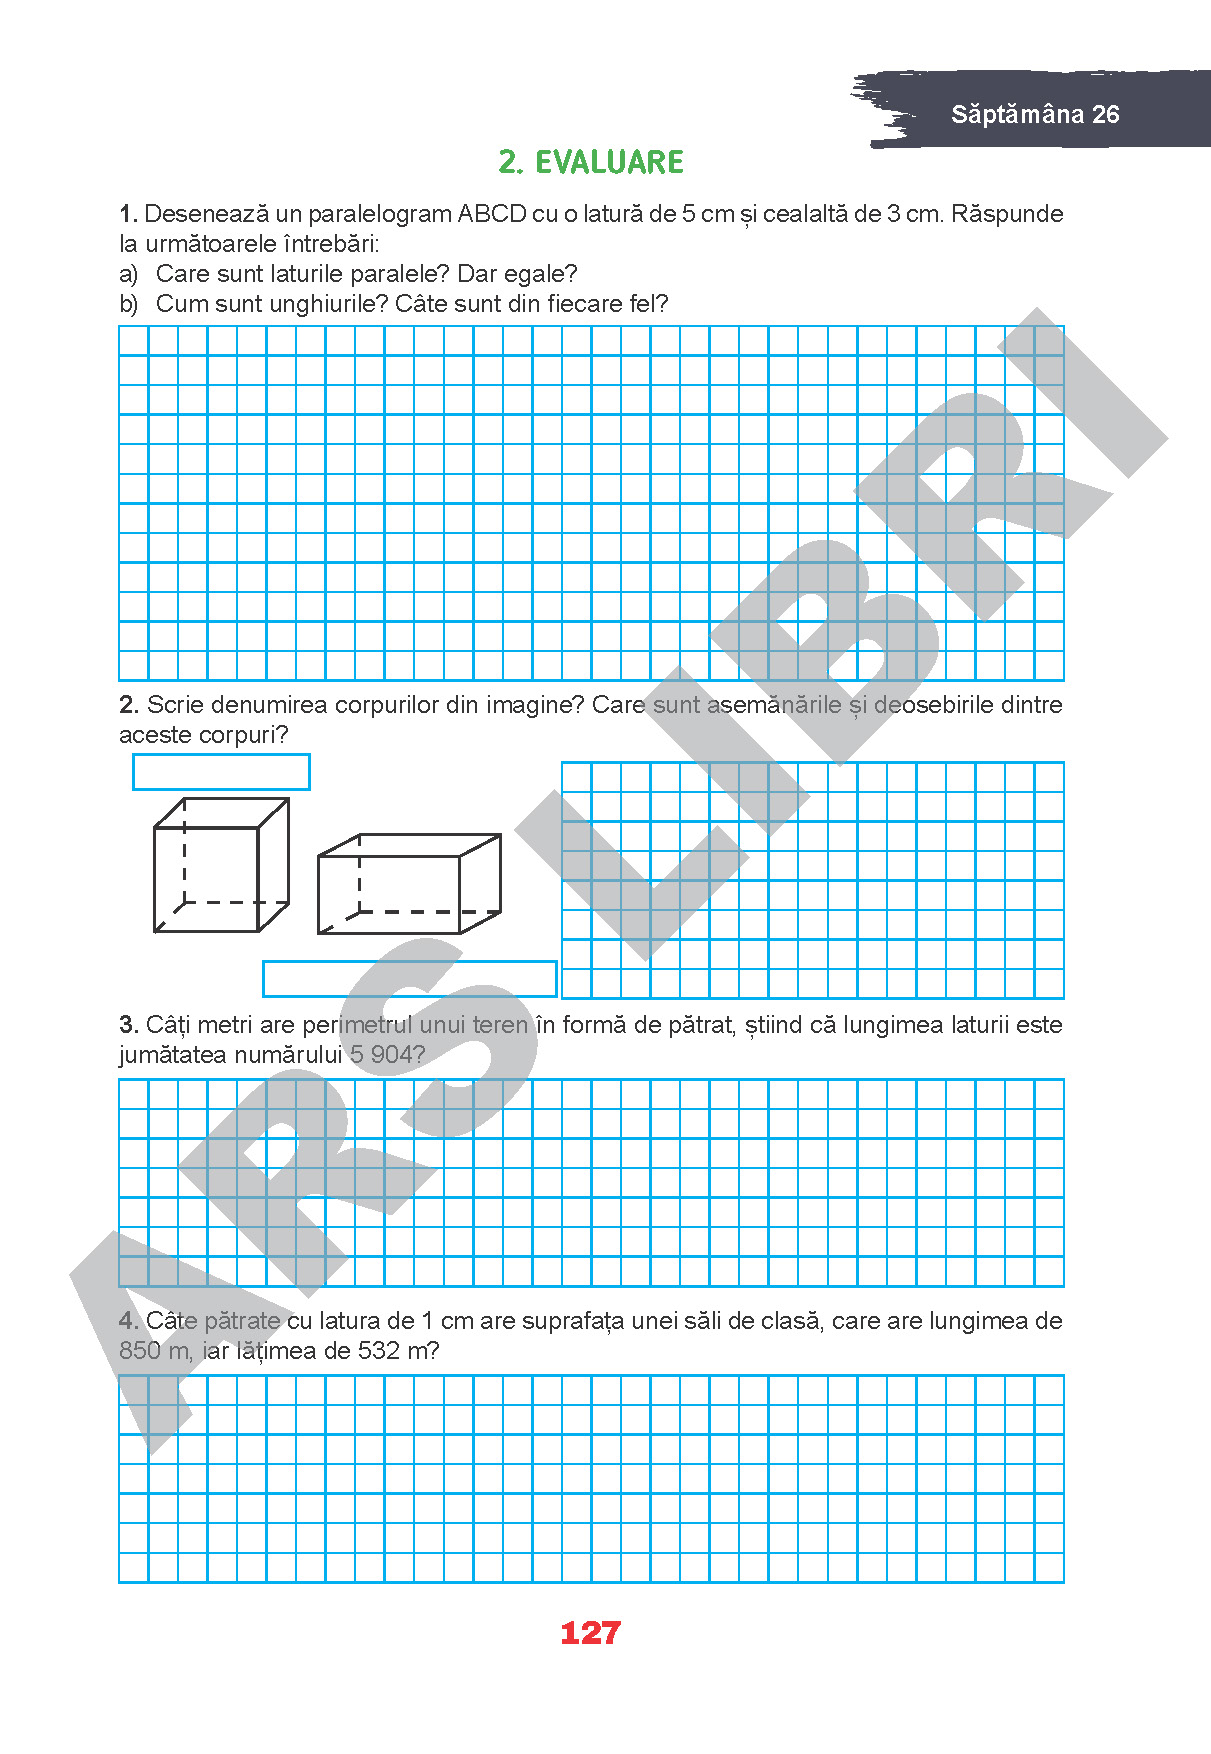 Săptămâna 26
2. EVALUARE
1. Desenează un paralelogram ABCD cu o latură de 5 cm și cealaltă de 3 cm. Răspunde
la următoarele întrebări:
a) Care sunt laturile paralele? Dar egale?
b) Cum sunt unghiurile? Câte sunt din fiecare fel?
2. Scrie denumirea corpurilor din imagine? Care sunt asemănările și deosebirile dintre
aceste corpuri?
3. Câți metri are perimetrul unui teren în formă de pătrat, știind că lungimea laturii este
jumătatea numărului 5 904?
4. Câte pătrate cu latura de 1 cm are suprafața unei săli de clasă, care are lungimea de
850 m, iar lățimea de 532 m?
127
ARS LIBRI